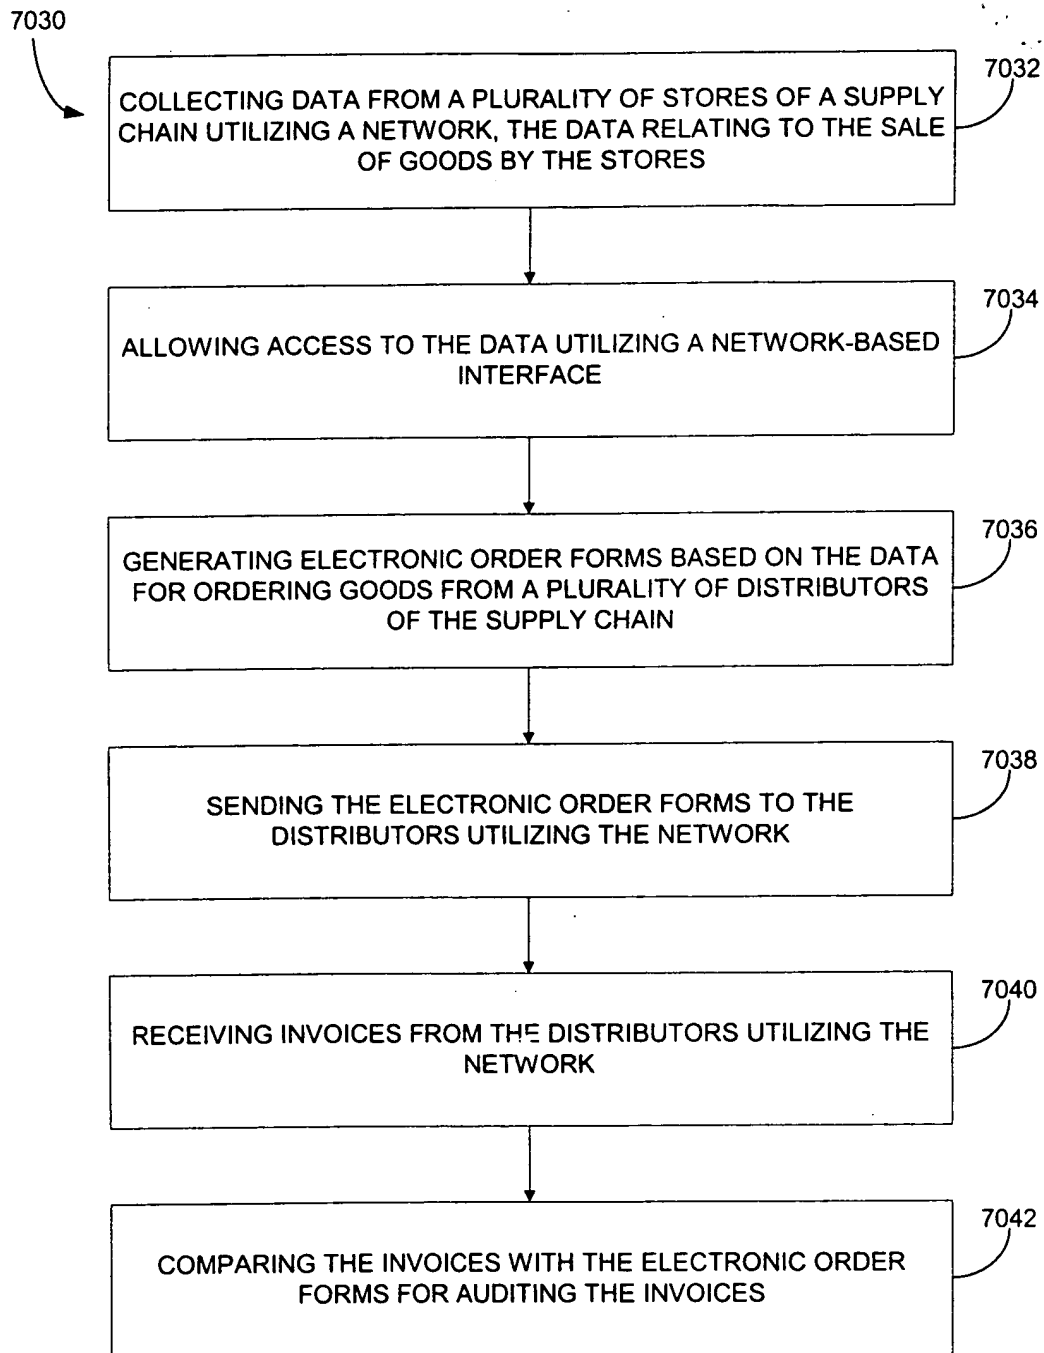 7030
7032
COLLECTING DATA FROM A PLURALITY OF STORES OF A SUPPLY
CHAIN UTILIZING A NETWORK, THE DATA RELATING TO THE SALE
OF GOODS BY THE STORES
7034
ALLOWING ACCESS TO THE DATA UTILIZING A NETWORK-BASED
INTERFACE
7036
GENERATING ELECTRONIC ORDER FORMS BASED ON THE DATA
FOR ORDERING GOODS FROM A PLURALITY OF DISTRIBUTORS
OF THE SUPPLY CHAIN
7038
SENDING THE ELECTRONIC ORDER FORMS TO THE
DISTRIBUTORS UTILIZING THE NETWORK
7040
RECEIVING INVOICES FROM THE DISTRIBUTORS UTILIZING THE
NETWORK
7042
COMPARING THE INVOICES WITH THE ELECTRONIC ORDER
FORMS FOR AUDITING THE INVOICES